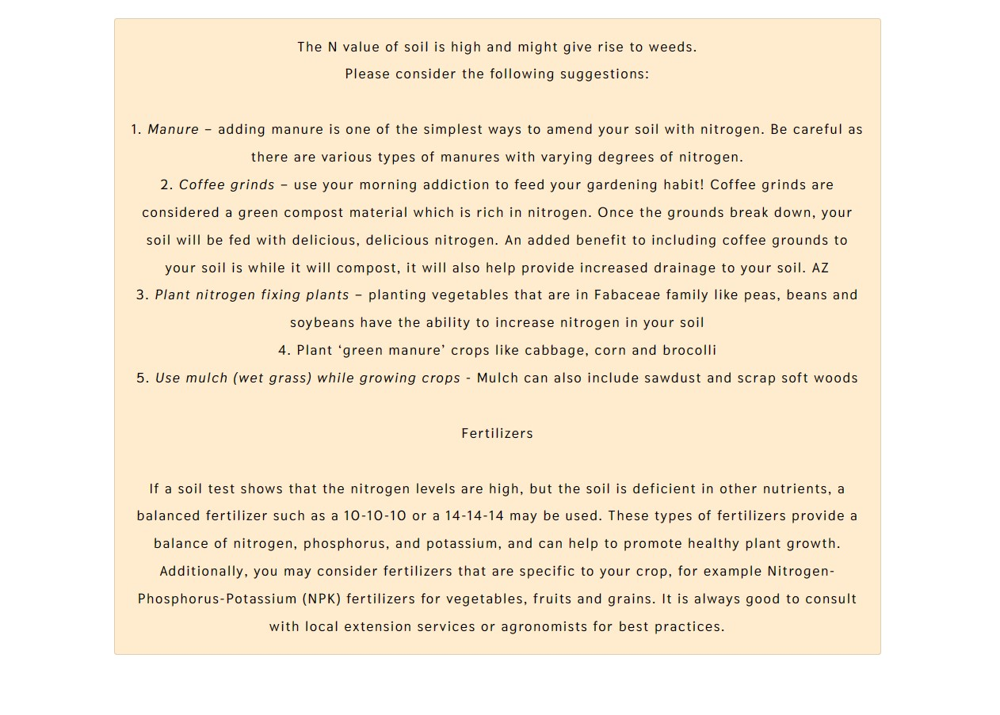 The N value of soil is high and might give rise to weeds.
Please consider the following suggestions:
1. Manure – adding manure is one of the simplest ways to amend your soil with nitrogen. Be careful as
there are various types of manures with varying degrees of nitrogen.
2. Coffee grinds – use your morning addiction to feed your gardening habit! Coffee grinds are
considered a green compost material which is rich in nitrogen. Once the grounds break down, your
soil will be fed with delicious, delicious nitrogen. An added benefit to including coffee grounds to
your soil is while it will compost, it will also help provide increased drainage to your soil. AZ
3. Plant nitrogen fixing plants – planting vegetables that are in Fabaceae family like peas, beans and
soybeans have the ability to increase nitrogen in your soil
4. Plant ‘green manure’ crops like cabbage, corn and brocolli
5. Use mulch (wet grass) while growing crops - Mulch can also include sawdust and scrap soft woods
Fertilizers
If a soil test shows that the nitrogen levels are high, but the soil is deficient in other nutrients, a
balanced fertilizer such as a 10-10-10 or a 14-14-14 may be used. These types of fertilizers provide a
balance of nitrogen, phosphorus, and potassium, and can help to promote healthy plant growth.
Additionally, you may consider fertilizers that are specific to your crop, for example Nitrogen-
Phosphorus-Potassium (NPK) fertilizers for vegetables, fruits and grains. It is always good to consult
with local extension services or agronomists for best practices.